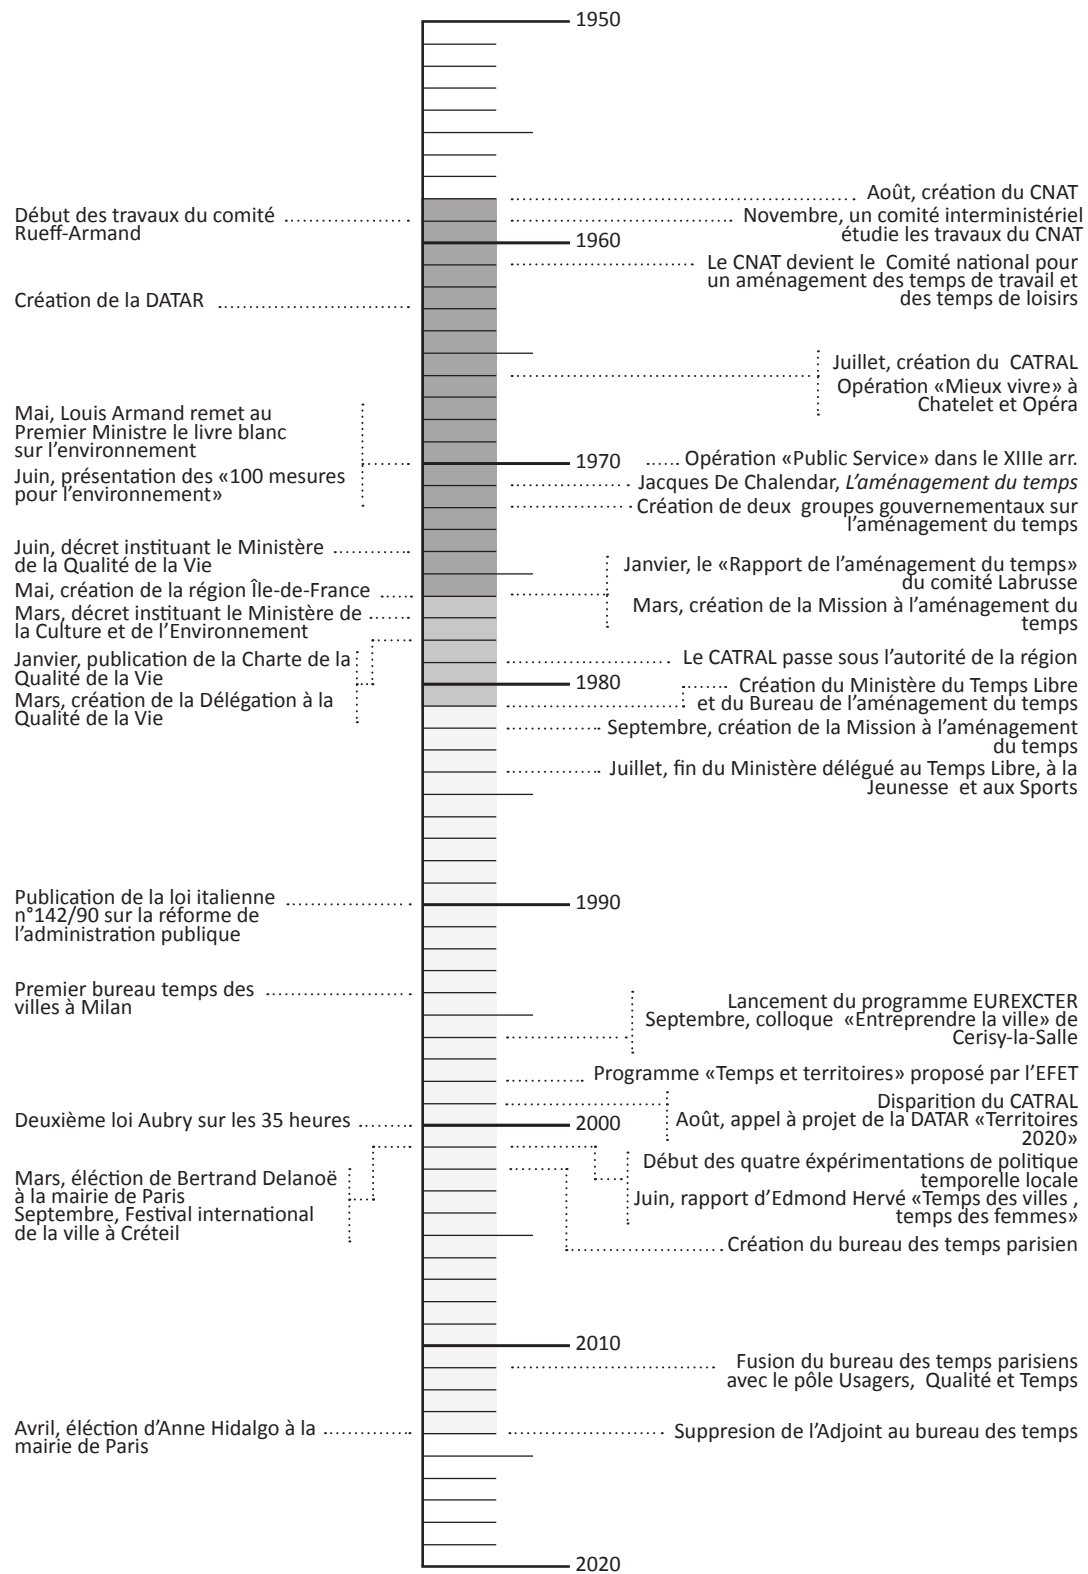 1950
Août, création du CNAT
Début des travaux du comité
Rueff-Armand
Novembre, un comité interministériel
étudie les travaux du CNAT
1960
Le CNAT devient le Comité national pour
un aménagement des temps de travail et
des temps de loisirs
Création de la DATAR
Juillet, création du CATRAL
Opération «Mieux vivre» à
Chatelet et Opéra
Mai, Louis Armand remet au
Premier Ministre le livre blanc
sur l'environnement
Juin, présentation des «100 mesures
pour l'environnement»
1970
Opération «Public Service» dans le XIIIe arr.
Jacques De Chalendar, L'aménagement du temps
Création de deux groupes gouvernementaux sur
l'aménagement du temps
Juin, décret instituant le Ministère
de la Qualité de la Vie
Mai, création de la région Île-de-France
Janvier, le «Rapport de l'aménagement du temps»
du comité Labrusse
Mars, création de la Mission à l'aménagement du
temps
Mars, décret instituant le Ministère de
la Culture et de l'Environnement
Janvier, publication de la Charte de la
Qualité de la Vie
Mars, création de la Délégation à la
Qualité de la Vie
Le CATRAL passe sous l'autorité de la région
1980
Création du Ministère du Temps Libre
et du Bureau de l'aménagement du temps
Septembre, création de la Mission à l'aménagement
du temps
Juillet, fin du Ministère délégué au Temps Libre, à la
Jeunesse et aux Sports
Publication de la loi italienne
n°142/90 sur la réforme de
l'administration publique
1990
Premier bureau temps des
villes à Milan
Lancement du programme EUREXCTER
Septembre, colloque «Entreprendre la ville» de
Cerisy-la-Salle
Programme «Temps et territoires» proposé par l'EFET
Disparition du CATRAL
Août, appel à projet de la DATAR «Territoires
2020»
Deuxième loi Aubry sur les 35 heures
2000
Mars, éléction de Bertrand Delanoë
à la mairie de Paris
Septembre, Festival international
de la ville à Créteil
Début des quatre éxpérimentations de politique
temporelle locale
Juin, rapport d'Edmond Hervé «Temps des villes ,
temps des femmes»
Création du bureau des temps parisien
2010
Fusion du bureau des temps parisiens
avec le pôle Usagers, Qualité et Temps
Avril, éléction d'Anne Hidalgo à la
mairie de Paris
Suppresion de l'Adjoint au bureau des temps
2020